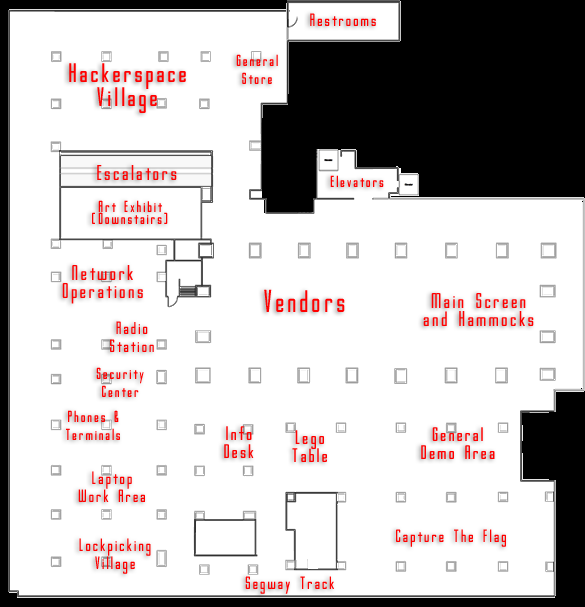 Restrooms
General
Store
Hackerspace
Village
Escalators
Elevators
Art Exhibit
(Downstairs)
Network
Operations
Vendors
Main Screen
and Hammocks
Radio
Station
Security
Center
Phones &
Terminals
Info
Desk
Lego
Table
General
Demo Area
Laptop
Work Area
Capture The Flag
Lockpicking
Village
Segway Track